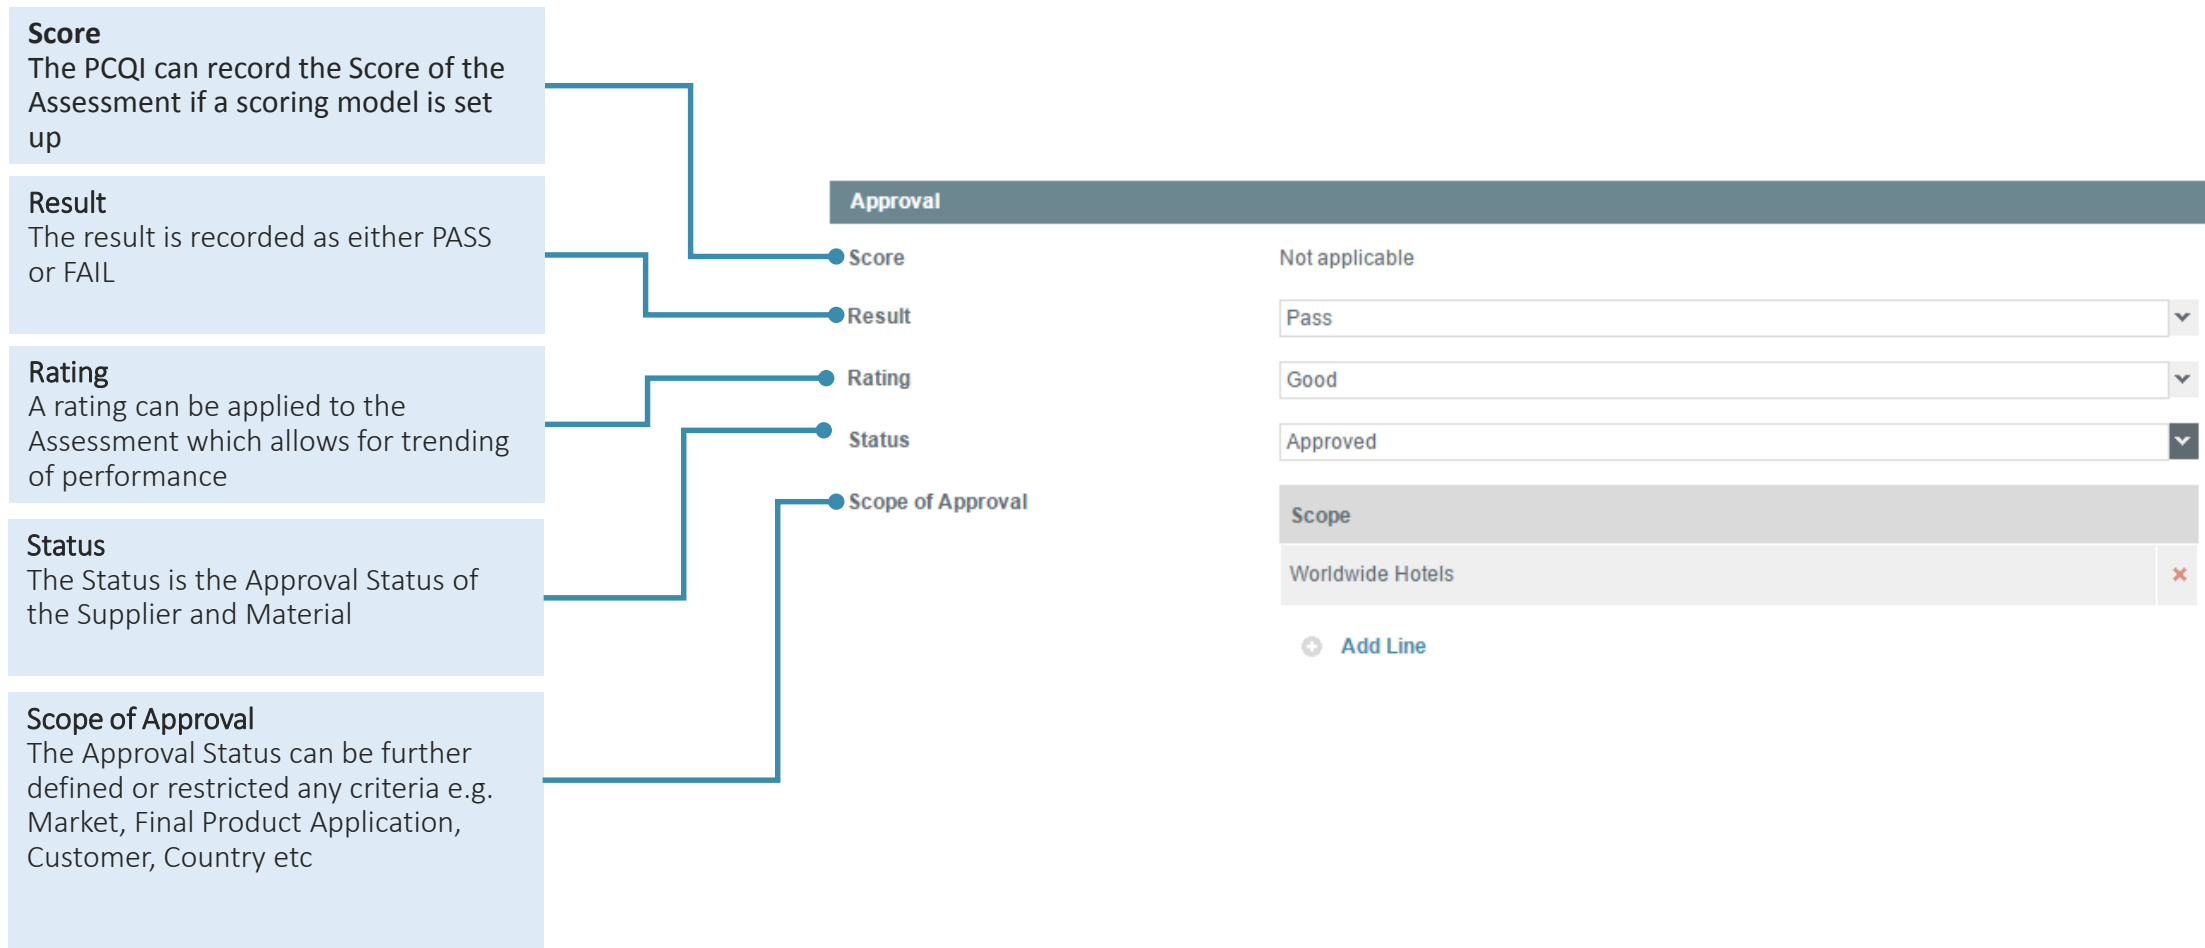 Score
The PCQI can record the Score of the
Assessment if a scoring model is set
up
Result
The result is recorded as either PASS
or FAIL
Rating
A rating can be applied to the
Assessment which allows for trending
of performance
Status
The Status is the Approval Status of
the Supplier and Material
Scope of Approval
The Approval Status can be further
defined or restricted any criteria e.g.
Market, Final Product Application,
Customer, Country etc
Approval
Score Not applicable
Result Pass
Rating Good
Status Approved
Scope of Approval Scope
Worldwide Hotels
Add Line